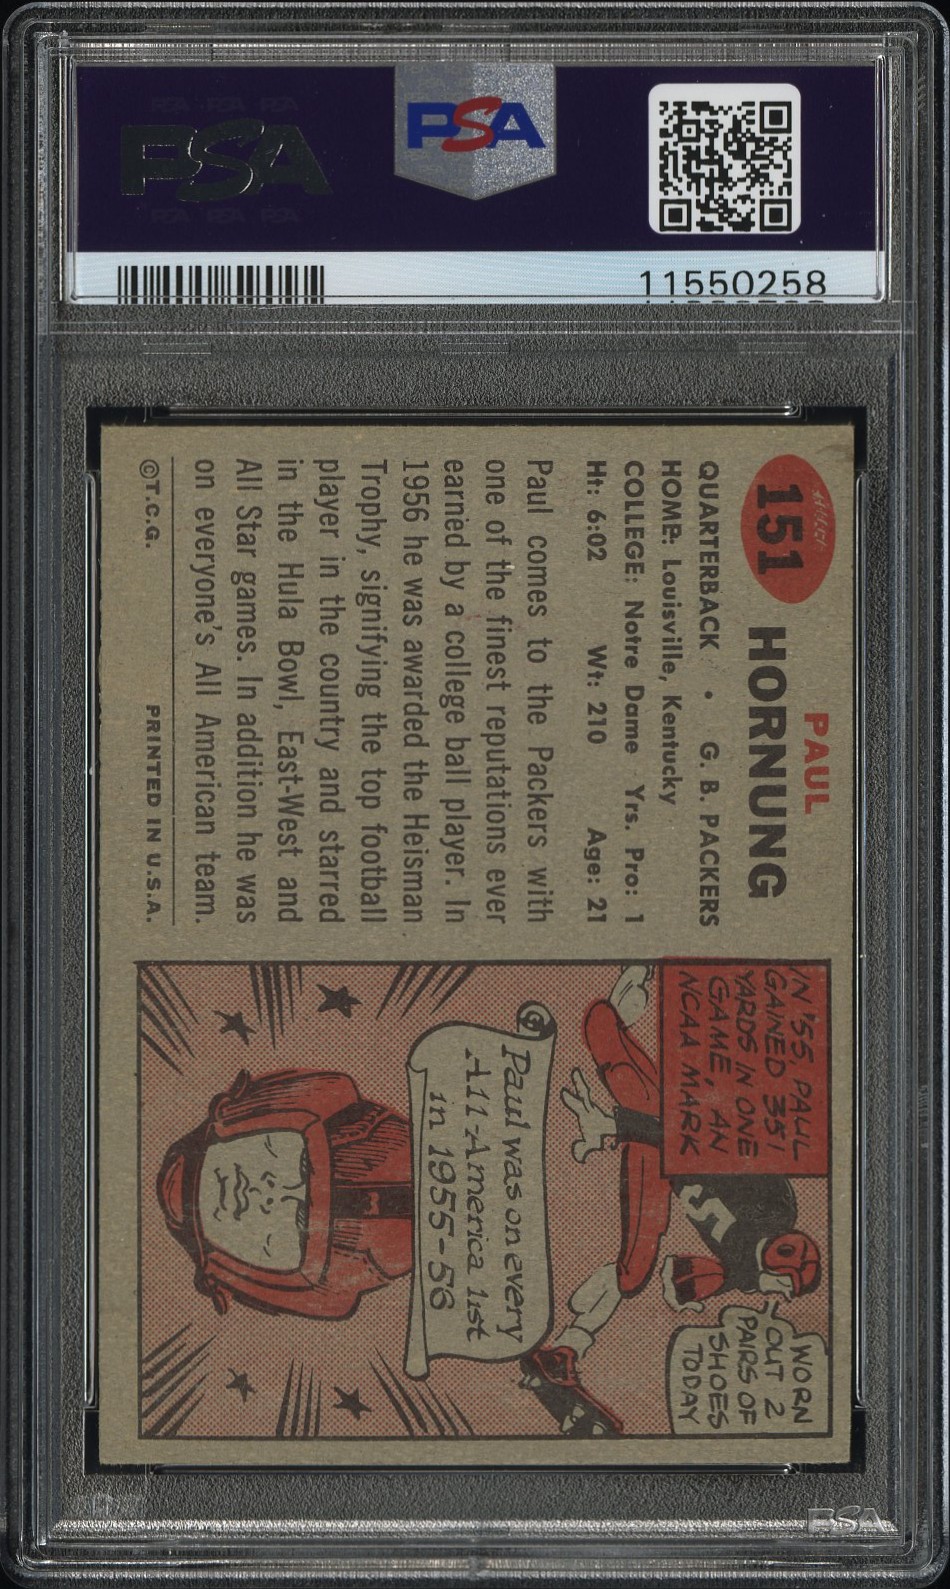 PSA
PSA
11550258
151
PAUL
HORNUNG
QUARTERBACK • G. B. PACKERS
HOME: Louisville, Kentucky
COLLEGE: Notre Dame Yrs. Pro: 1
Ht: 6:02 Wt: 210 Age: 21
Paul comes to the Packers with
one of the finest reputations ever
earned by a college ball player. In
1956 he was awarded the Heisman
Trophy, signifying the top football
player in the country and starred
in the Hula Bowl, East-West and
All Star games. In addition he was
on everyone's All American team.
©T.C.G. PRINTED IN U.S.A.
IN '55, PAUL
GAINED 351
YARDS IN ONE
GAME, AN
NCAA MARK
5
WORN
OUT 2
PAIRS OF
SHOES
TODAY
Paul was on every
All-America list
in 1955-56
PSA